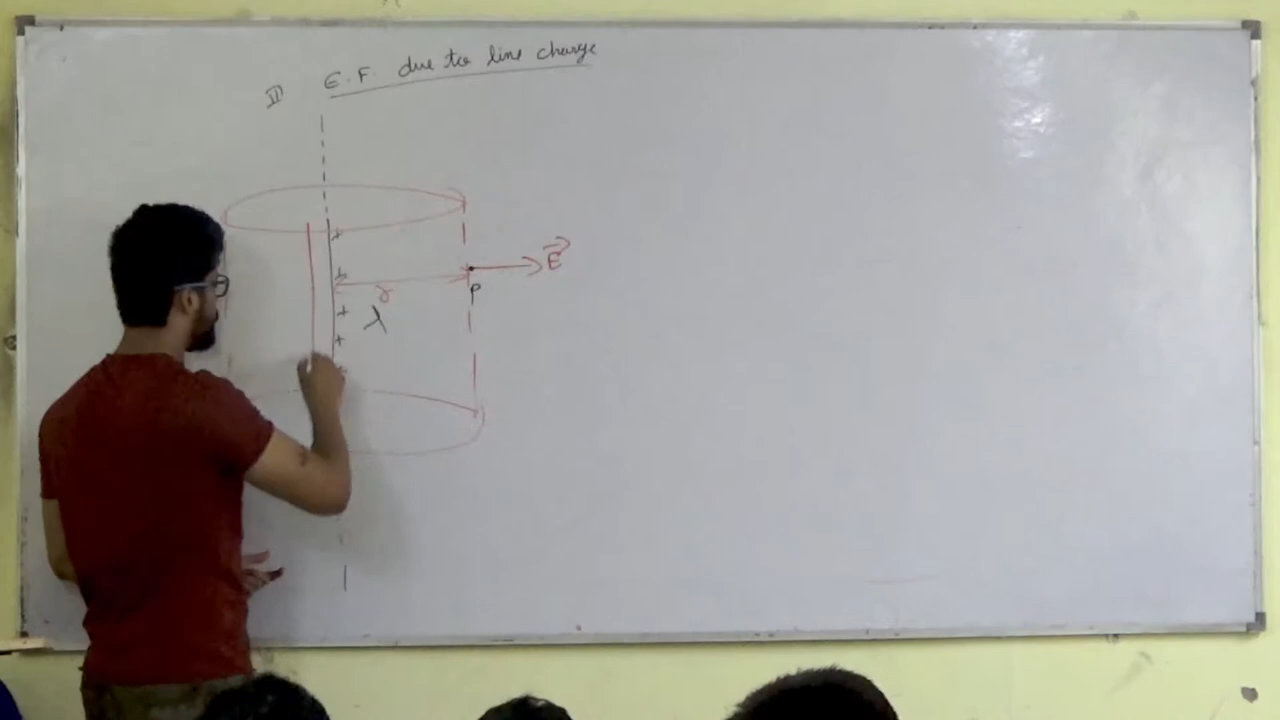 II E.F. due to line charge
+
+
E
r
P
+
λ
+